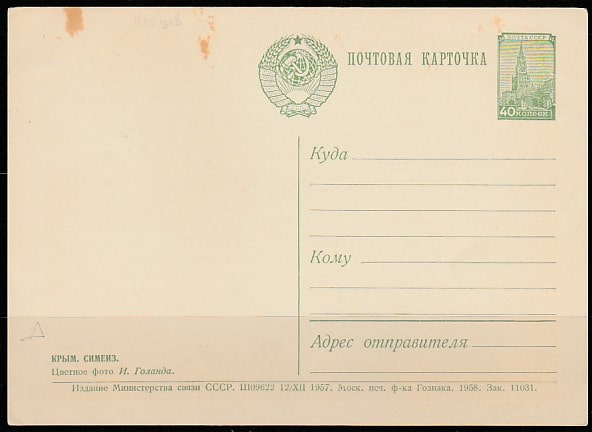 ПОЧТОВАЯ КАРТОЧКА
ПОЧТА СССР
40 КОПЕЕК
Куда
Кому
Адрес отправителя
КРЫМ. СИМЕИЗ.
Цветное фото И. Голанда.
Издание Министерства связи СССР. Ш09622 12/XII 1957. Моск. печ. ф-ка Гознака. 1958. Зак. 11031.